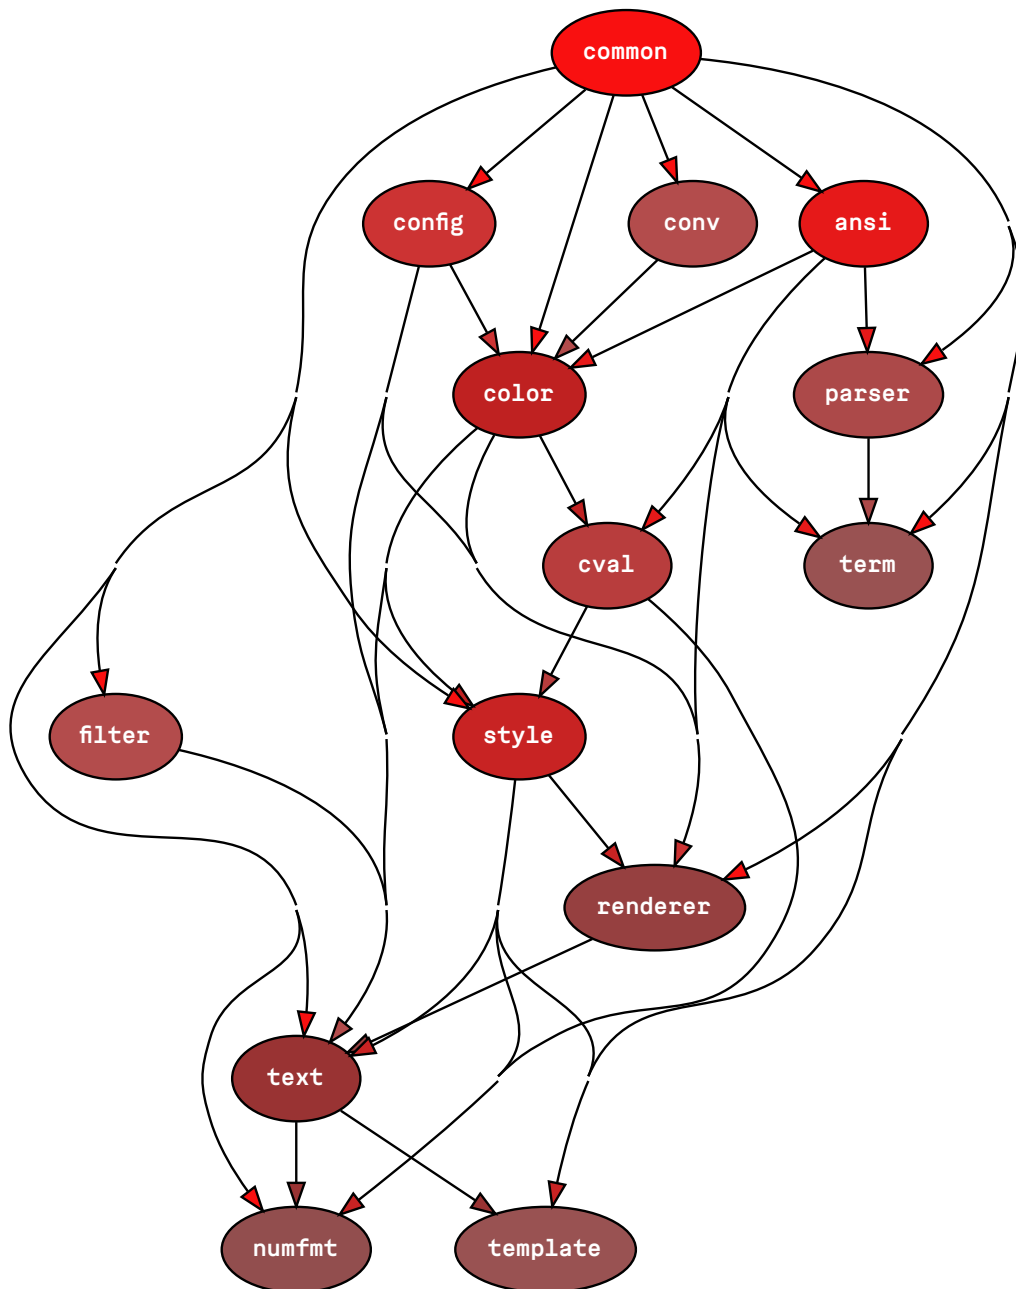 common
config
conv
ansi
color
parser
cval
term
filter
style
renderer
text
numfmt
template